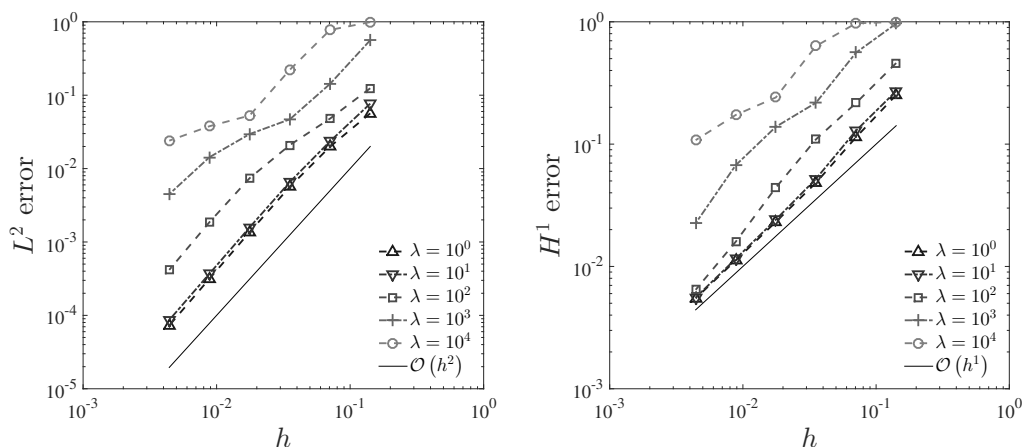 10^0
10^-1
10^-2
10^-3
10^-4
10^-5
L^2 error
10^-3
10^-2
10^-1
10^0
h
λ = 10^0
λ = 10^1
λ = 10^2
λ = 10^3
λ = 10^4
O (h^2)
10^0
10^-1
10^-2
10^-3
H^1 error
10^-3
10^-2
10^-1
10^0
h
λ = 10^0
λ = 10^1
λ = 10^2
λ = 10^3
λ = 10^4
O (h^1)